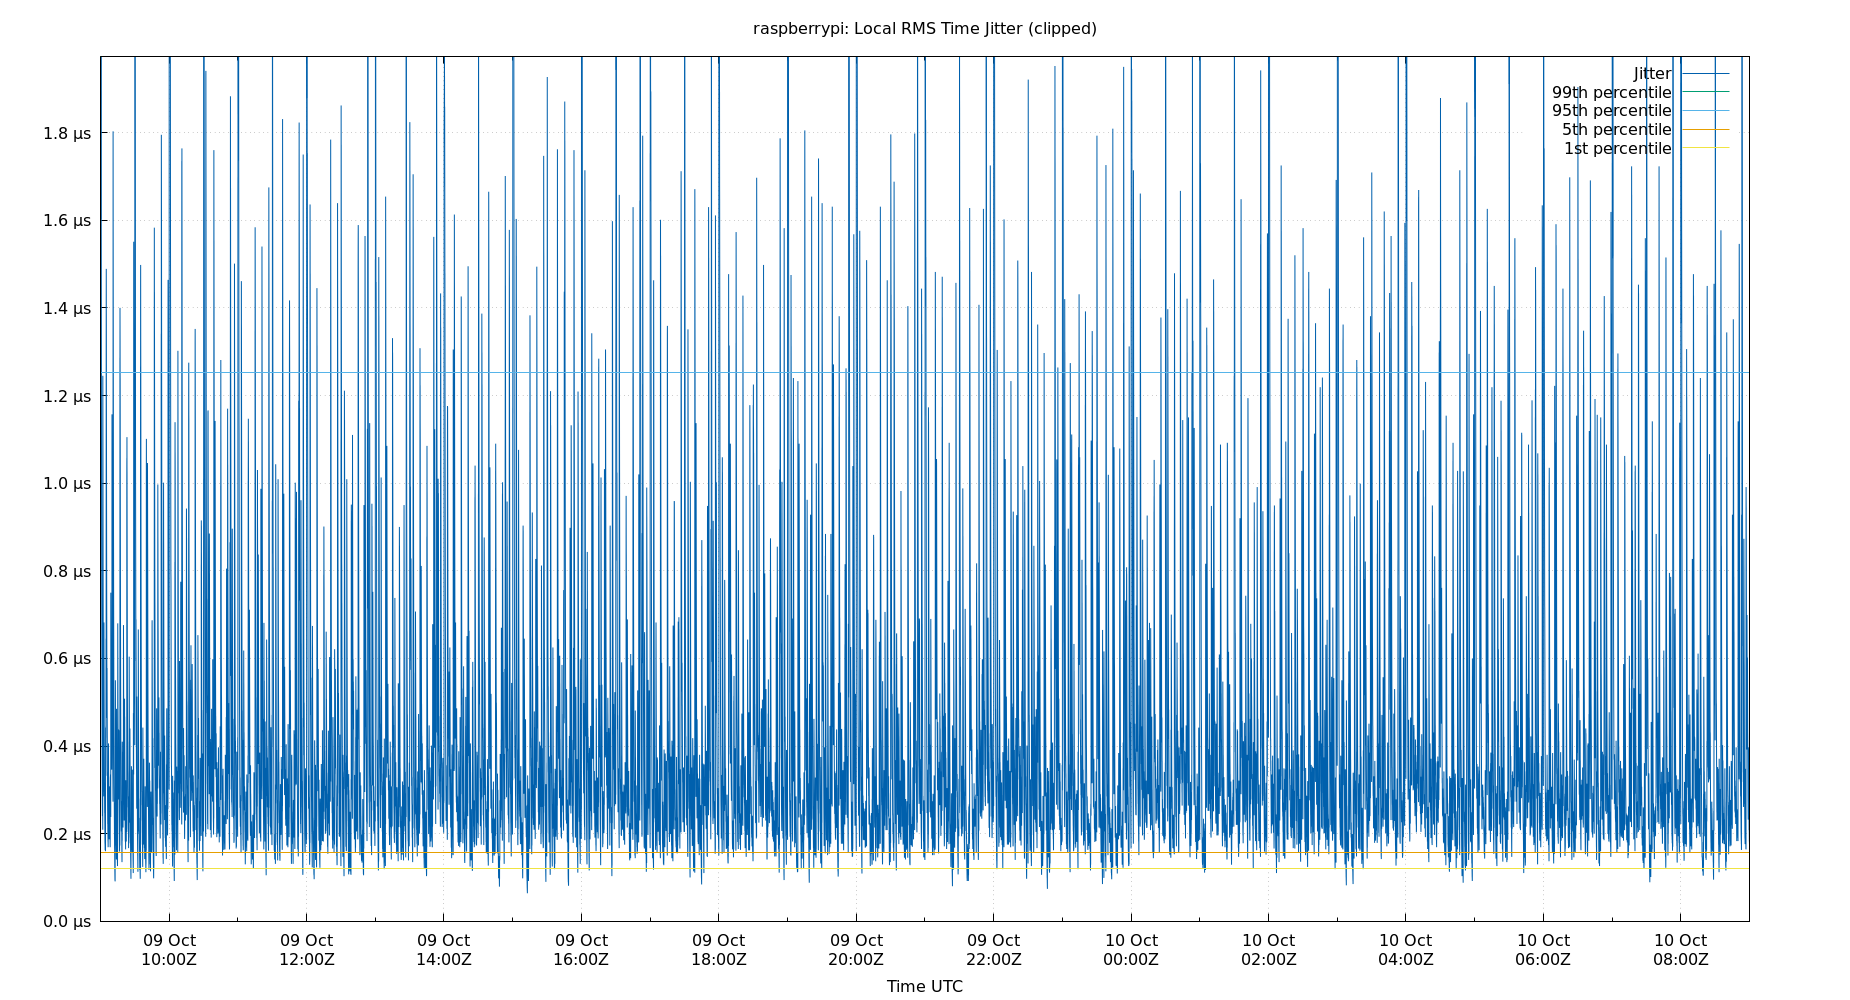 raspberrypi: Local RMS Time Jitter (clipped)
Jitter
99th percentile
95th percentile
5th percentile
1st percentile
1.8 μs
1.6 μs
1.4 μs
1.2 μs
1.0 μs
0.8 μs
0.6 μs
0.4 μs
0.2 μs
0.0 μs
09 Oct 09 Oct 09 Oct 09 Oct 09 Oct 09 Oct 09 Oct 10 Oct 10 Oct 10 Oct 10 Oct 10 Oct
10:00Z 12:00Z 14:00Z 16:00Z 18:00Z 20:00Z 22:00Z 00:00Z 02:00Z 04:00Z 06:00Z 08:00Z
Time UTC